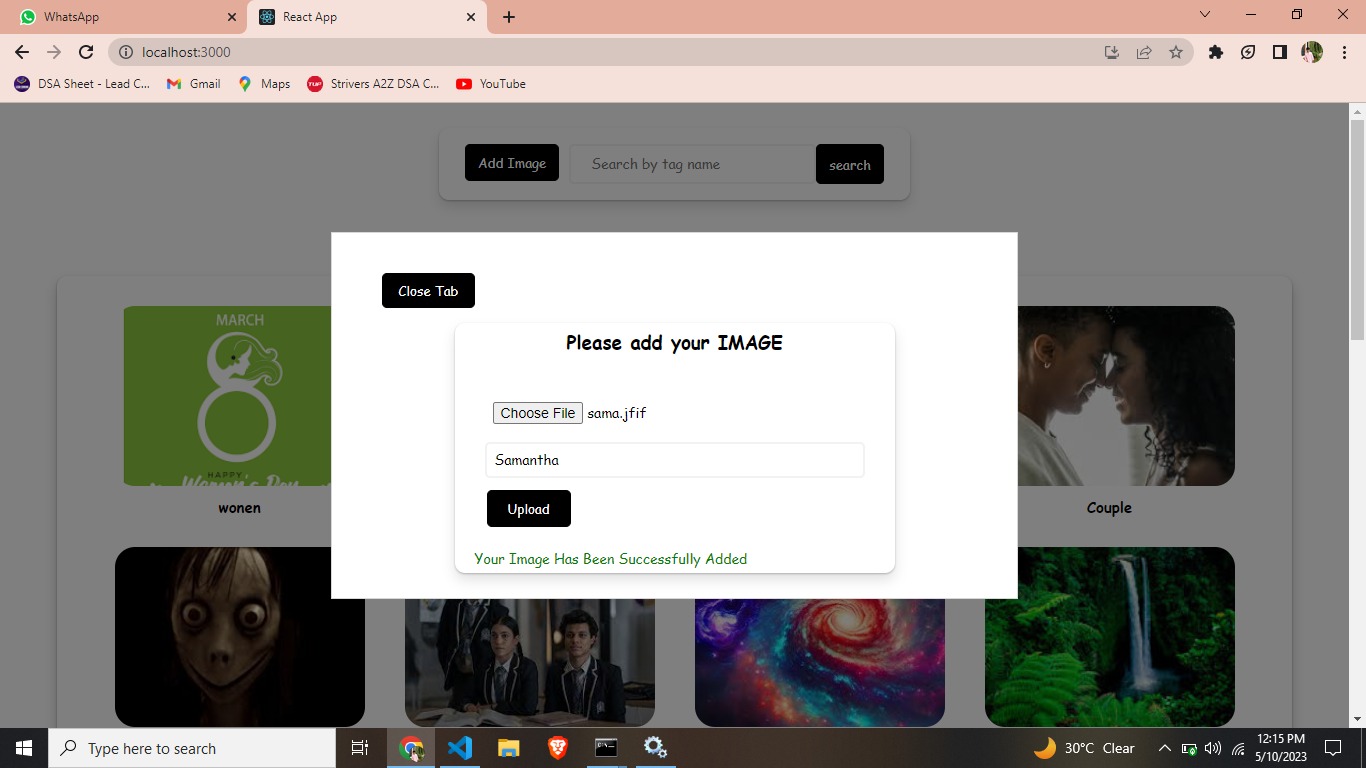 WhatsApp
React App
localhost:3000
DSA Sheet - Lead C...
Gmail
Maps
TUF
Strivers A2Z DSA C...
YouTube
Add Image
Search by tag name
search
Close Tab
Please add your IMAGE
Choose File sama.jfif
Samantha
Upload
Your Image Has Been Successfully Added
MARCH
8
HAPPY
Women's Day
wonen
Couple
Type here to search
30°C Clear
12:15 PM
5/10/2023